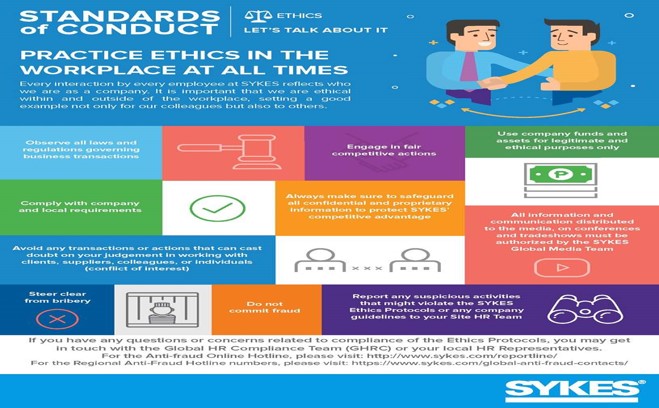 STANDARDS
of CONDUCT
ETHICS
LET'S TALK ABOUT IT
PRACTICE ETHICS IN THE
WORKPLACE AT ALL TIMES
Every interaction by every employee at SYKES reflects who
we are as a company. It is important that we are ethical
within and outside of the workplace, setting a good
example not only for our colleagues but also to others.
Observe all laws and
regulations governing
business transactions
Engage in fair
competitive actions
Use company funds and
assets for legitimate and
ethical purposes only
Comply with company
and local requirements
Always make sure to safeguard
all confidential and proprietary
information to protect SYKES'
competitive advantage
P
All information and
communication distributed
to the media, on conferences
and tradeshows must be
authorized by the SYKES
Global Media Team
Avoid any transactions or actions that can cast
doubt on your judgement in working with
clients, suppliers, colleagues, or individuals
(conflict of interest)
xxx
Steer clear
from bribery
Do not
commit fraud
Report any suspicious activities
that might violate the SYKES
Ethics Protocols or any company
guidelines to your Site HR Team
If you have any questions or concerns related to compliance of the Ethics Protocols, you may get
in touch with the Global HR Compliance Team (GHRC) or your local HR Representatives.
For the Anti-fraud Online Hotline, please visit: http://www.sykes.com/reportline/
For the Regional Anti-Fraud Hotline numbers, please visit: https://www.sykes.com/global-anti-fraud-contacts/
SYKES®